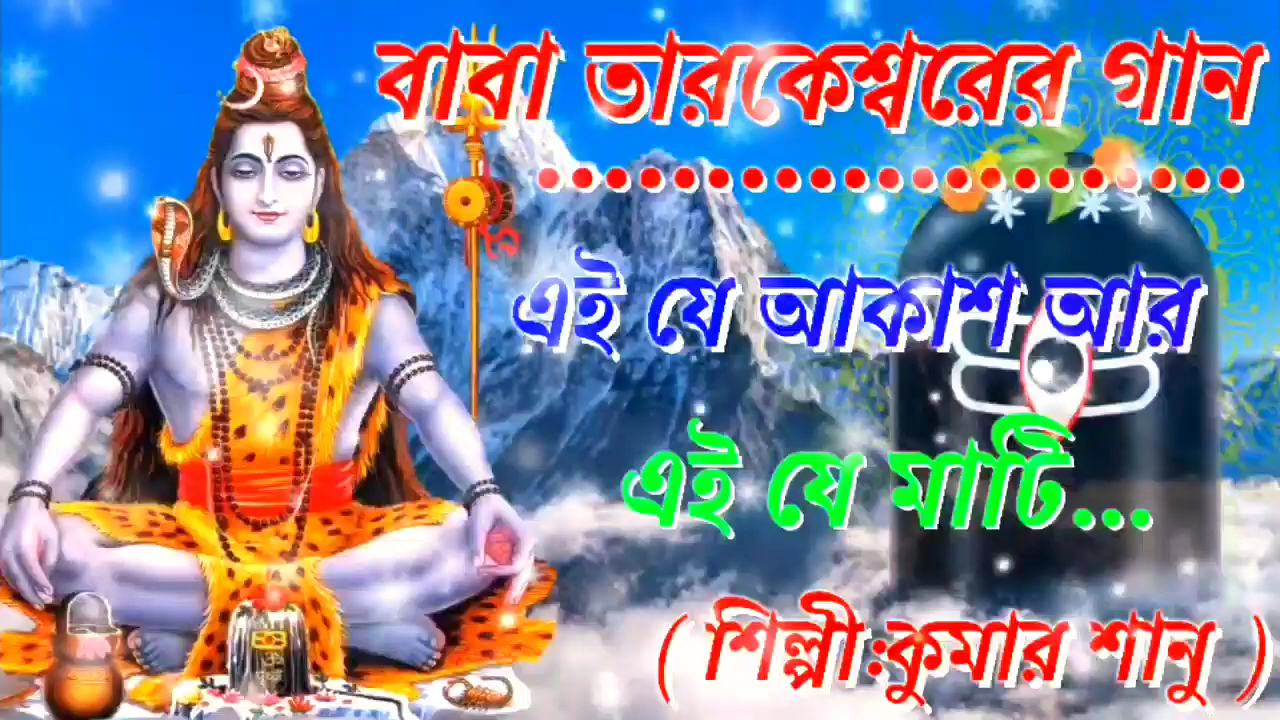 বাবা তারকেশ্বরের গান
.....................
এই যে আকাশ আর
এই যে মাটি...
( শিল্পী:কুমার শানু )